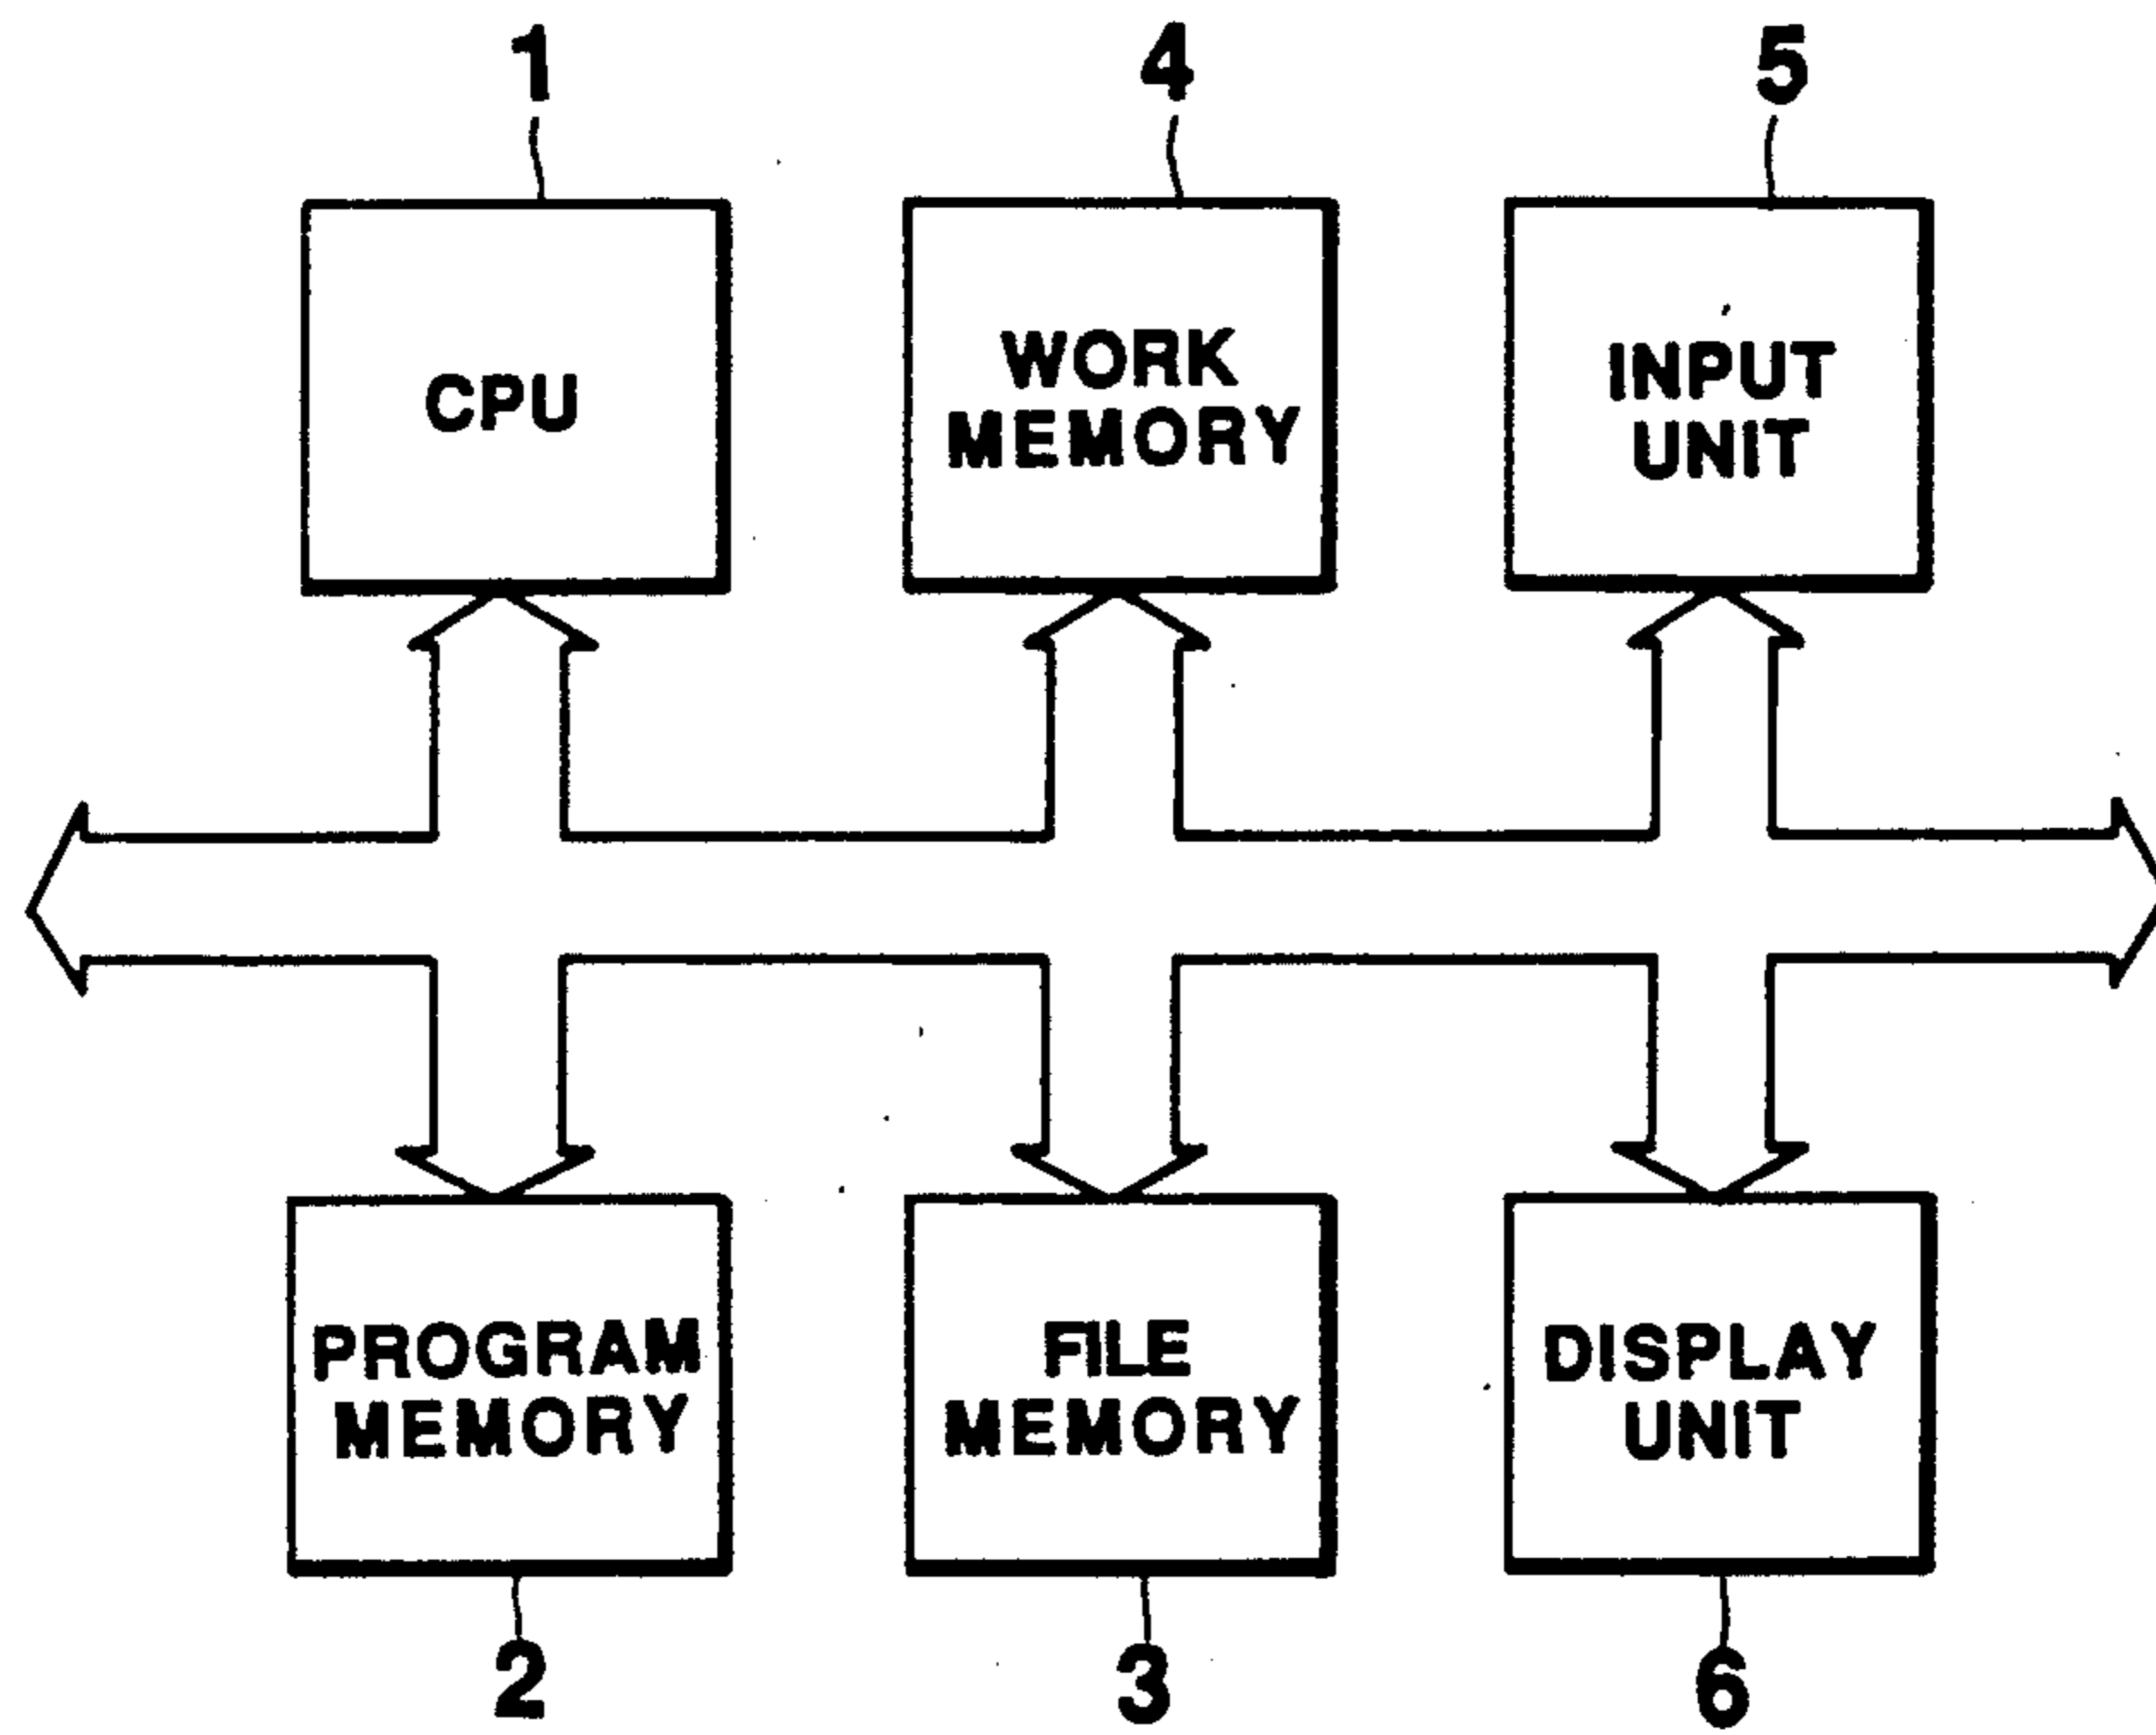 1
4
5
CPU
WORK
MEMORY
INPUT
UNIT
PROGRAM
MEMORY
FILE
MEMORY
DISPLAY
UNIT
2
3
6